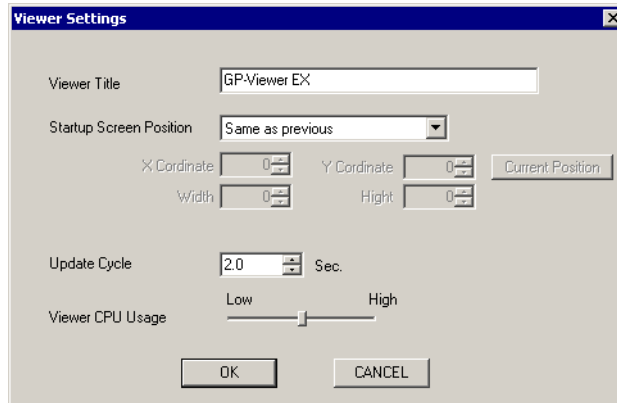 Viewer Settings
Viewer Title GP-Viewer EX
Startup Screen Position Same as previous
X Cordinate 0 Y Cordinate 0 Current Position
Width 0 Hight 0
Update Cycle 2.0 Sec.
Low High
Viewer CPU Usage
OK CANCEL